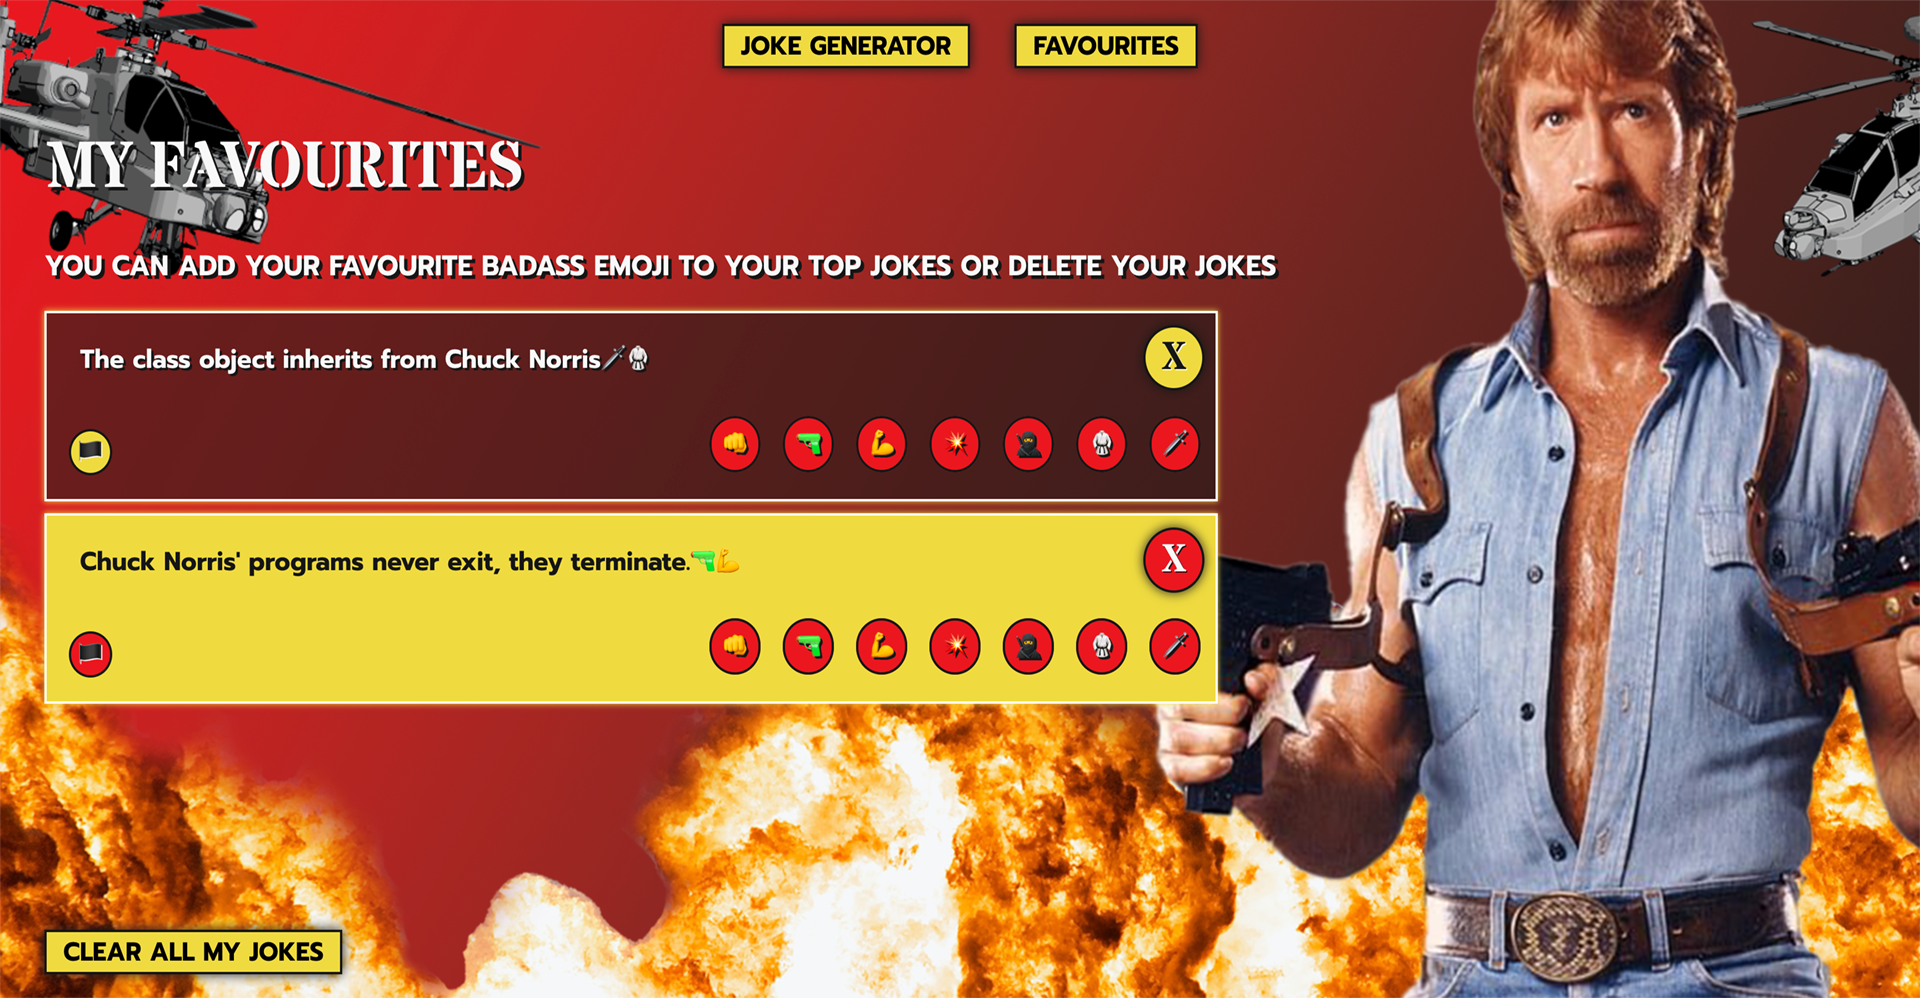 JOKE GENERATOR
FAVOURITES
MY FAVOURITES
YOU CAN ADD YOUR FAVOURITE BADASS EMOJI TO YOUR TOP JOKES OR DELETE YOUR JOKES
The class object inherits from Chuck Norris🗡️🥋
X
Chuck Norris' programs never exit, they terminate.🔫💪
X
CLEAR ALL MY JOKES